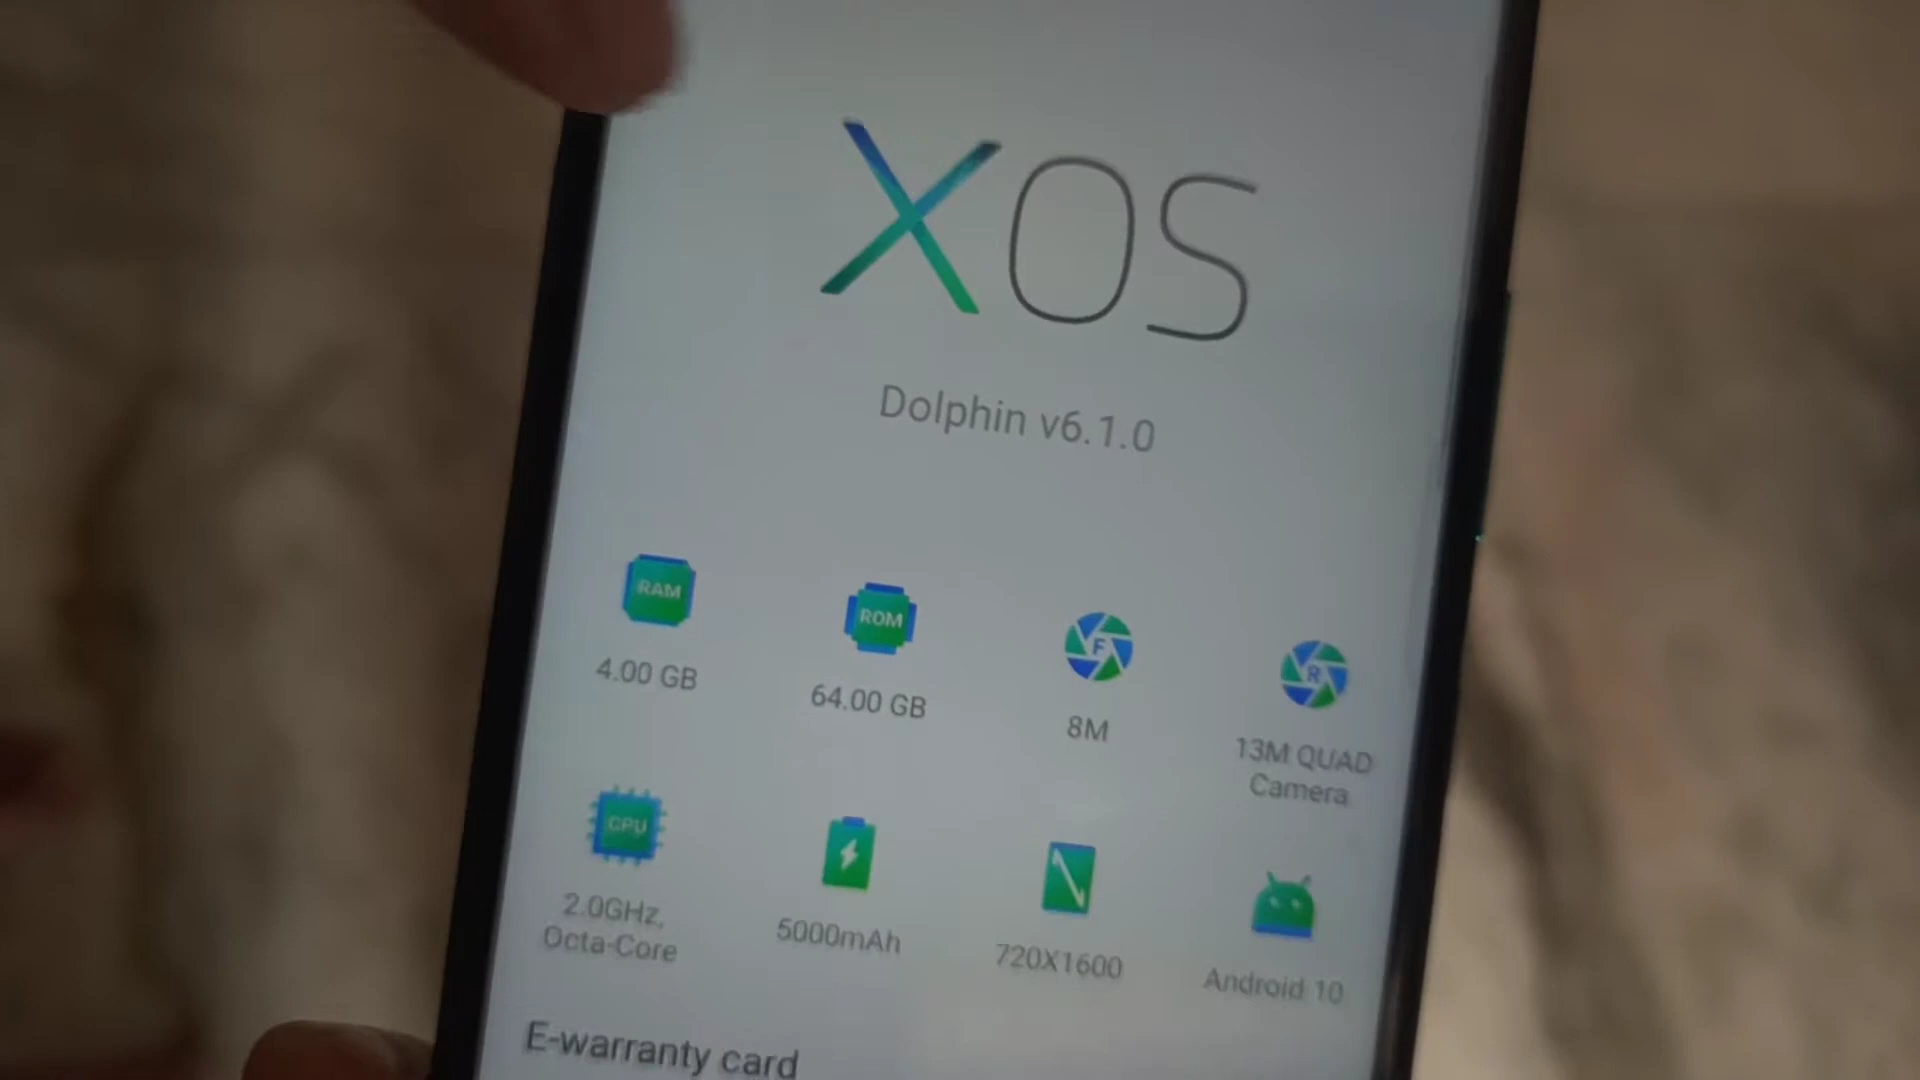 XOS
Dolphin v6.1.0
RAM
ROM
F
R
4.00 GB
64.00 GB
8M
13M QUAD
Camera
CPU
2.0GHz,
Octa-Core
5000mAh
720X1600
Android 10
E-warranty card